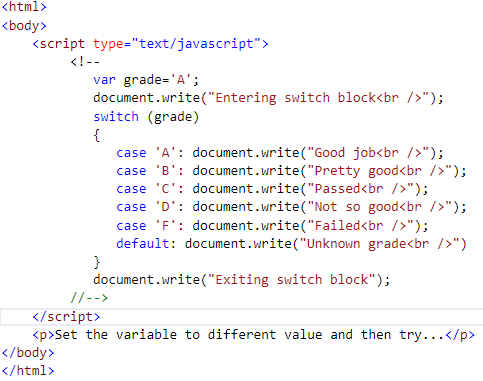 <html>
<body>
<script type="text/javascript">
<!--
var grade='A';
document.write("Entering switch block<br />");
switch (grade)
{
case 'A': document.write("Good job<br />");
case 'B': document.write("Pretty good<br />");
case 'C': document.write("Passed<br />");
case 'D': document.write("Not so good<br />");
case 'F': document.write("Failed<br />");
default: document.write("Unknown grade<br />")
}
document.write("Exiting switch block");
//-->
</script>
<p>Set the variable to different value and then try...</p>
</body>
</html>